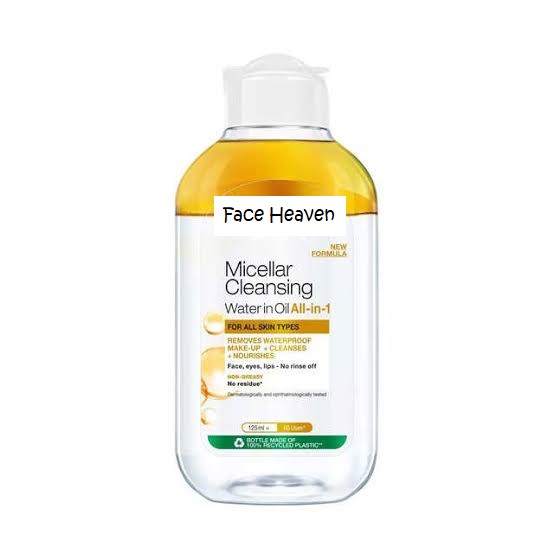 Face Heaven
NEW
FORMULA
Micellar
Cleansing
Water in Oil All-in-1
FOR ALL SKIN TYPES
REMOVES WATERPROOF
MAKE-UP + CLEANSES
+ NOURISHES
Face, eyes, lips - No rinse off
NON-GREASY
No residue*
Dermatologically and ophthalmologically tested
125ml =
BOTTLE MADE OF
100% RECYCLED PLASTIC**